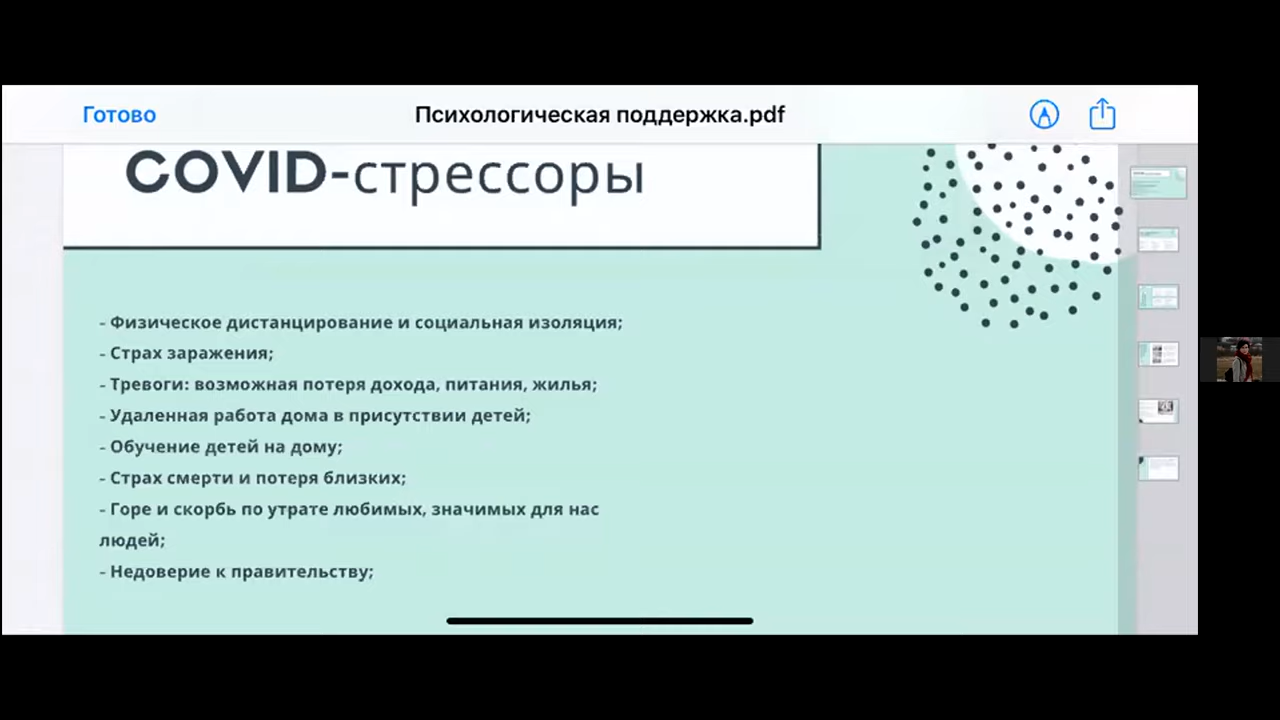 Готово
Психологическая поддержка.pdf
COVID-стрессоры
- Физическое дистанцирование и социальная изоляция;
- Страх заражения;
- Тревоги: возможная потеря дохода, питания, жилья;
- Удаленная работа дома в присутствии детей;
- Обучение детей на дому;
- Страх смерти и потеря близких;
- Горе и скорбь по утрате любимых, значимых для нас
людей;
- Недоверие к правительству;